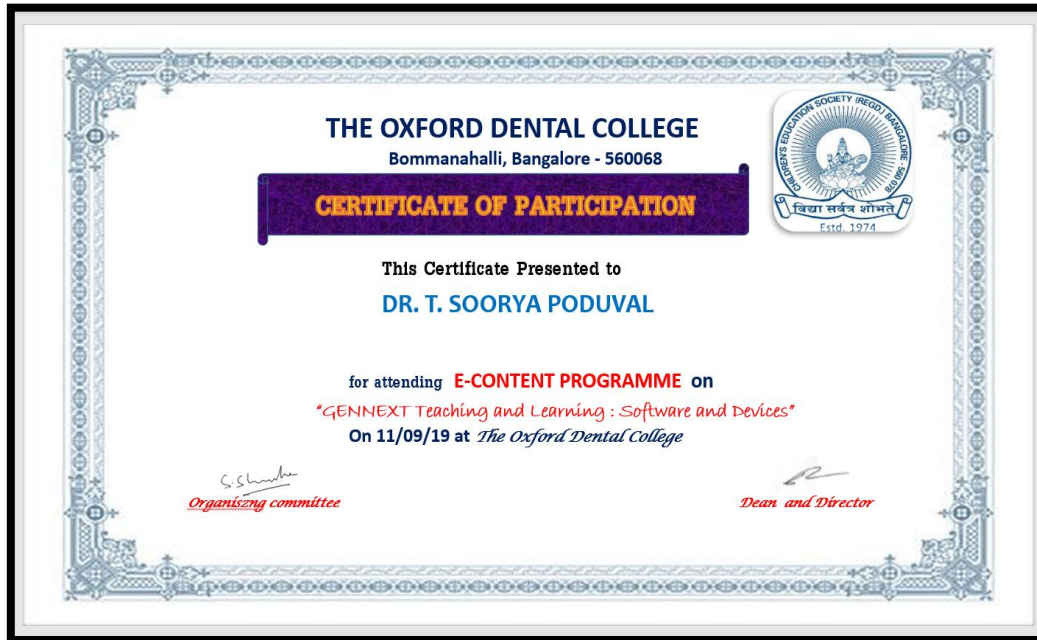 THE OXFORD DENTAL COLLEGE
Bommanahalli, Bangalore - 560068
CHILDREN'S EDUCATION SOCIETY (REGD.) BANGALORE - 560 078
विद्या सर्वत्र शोभते
Estd. 1974
CERTIFICATE OF PARTICIPATION
This Certificate Presented to
DR. T. SOORYA PODUVAL
for attending E-CONTENT PROGRAMME on
"GENNEXT Teaching and Learning : Software and Devices"
On 11/09/19 at The Oxford Dental College
Organiszng committee
Dean and Director